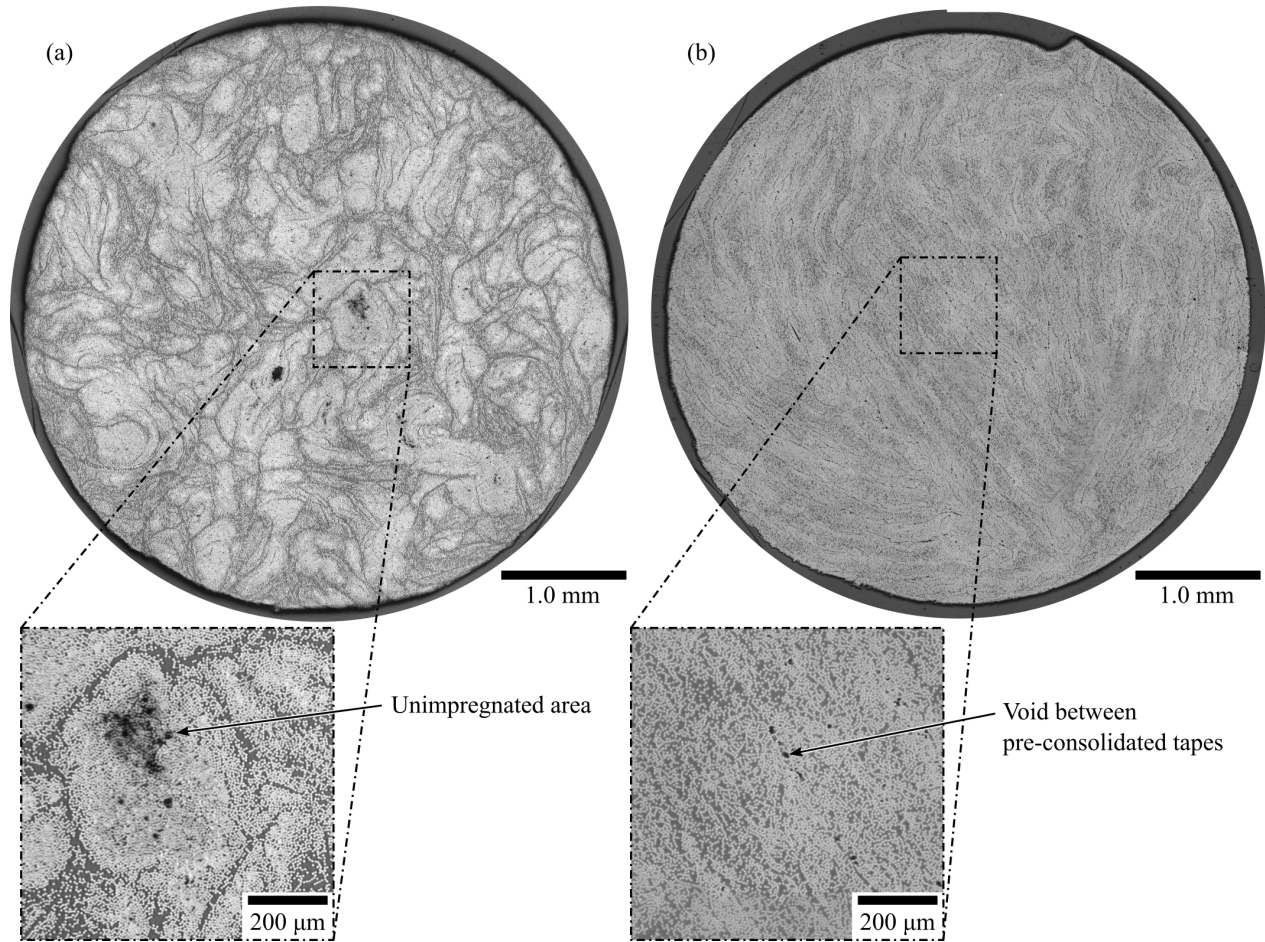 (a)
(b)
1.0 mm
1.0 mm
Unimpregnated area
Void between
pre-consolidated tapes
200 µm
200 µm